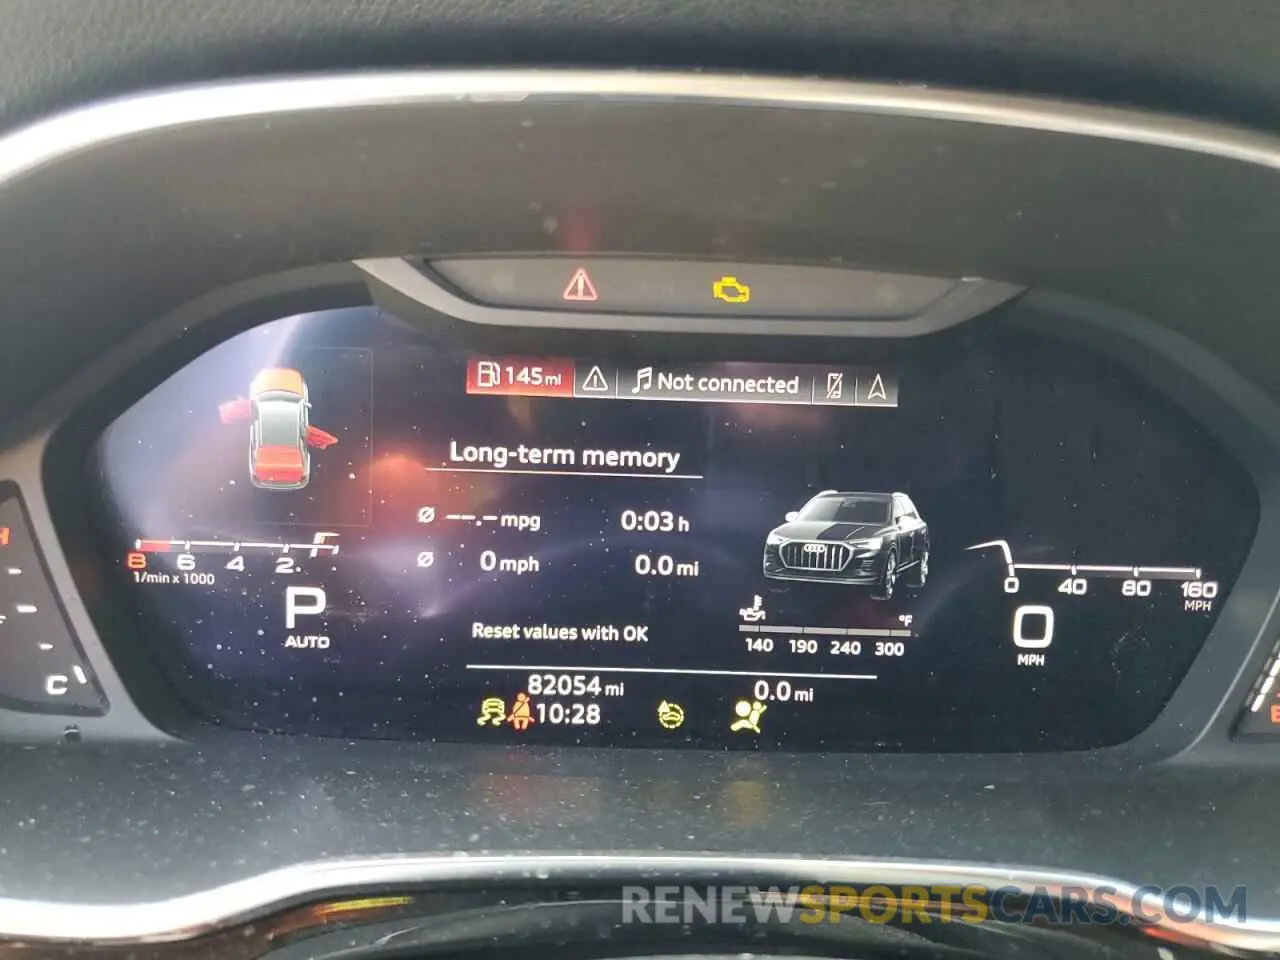 145 mi
Not connected
Long-term memory
--.- mpg 0:03 h
0 mph 0.0 mi
Reset values with OK
8 6 4 2
1/min x 1000
P
AUTO
°F
140 190 240 300
0 40 80 160
MPH
0
MPH
82054 mi 0.0 mi
10:28
H
C
RENEWSPORTSCARS.COM